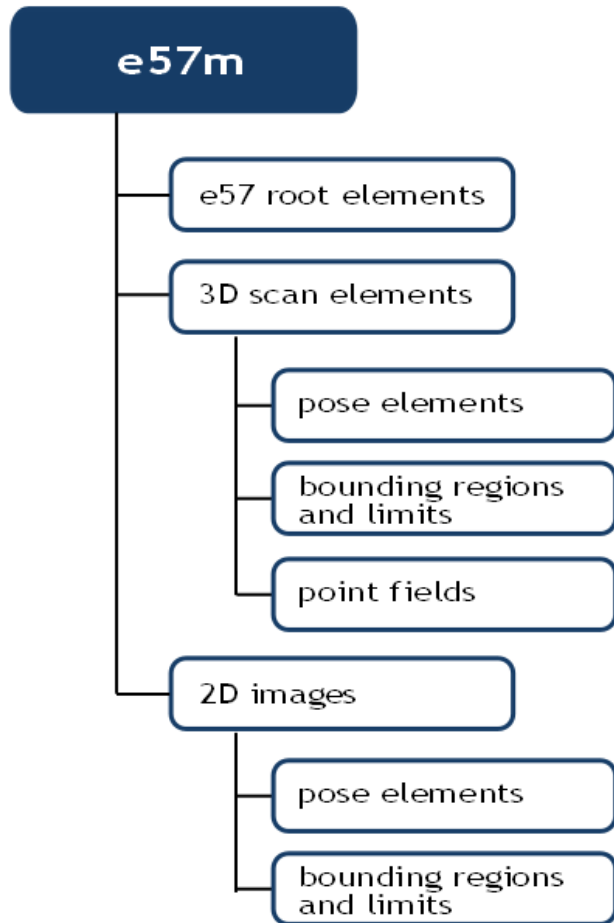 e57m
e57 root elements
3D scan elements
pose elements
bounding regions
and limits
point fields
2D images
pose elements
bounding regions
and limits